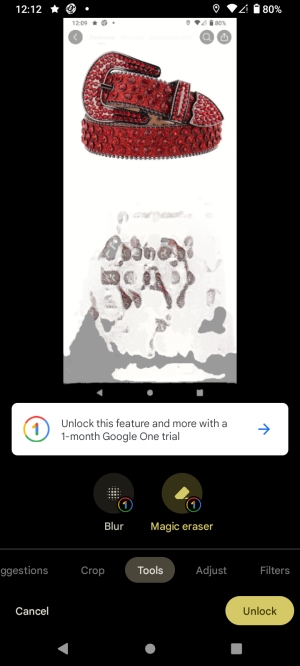 12:12
80%
12:09
80%
Unlock this feature and more with a
1-month Google One trial
Blur
Magic eraser
ggestions
Crop
Tools
Adjust
Filters
Cancel
Unlock